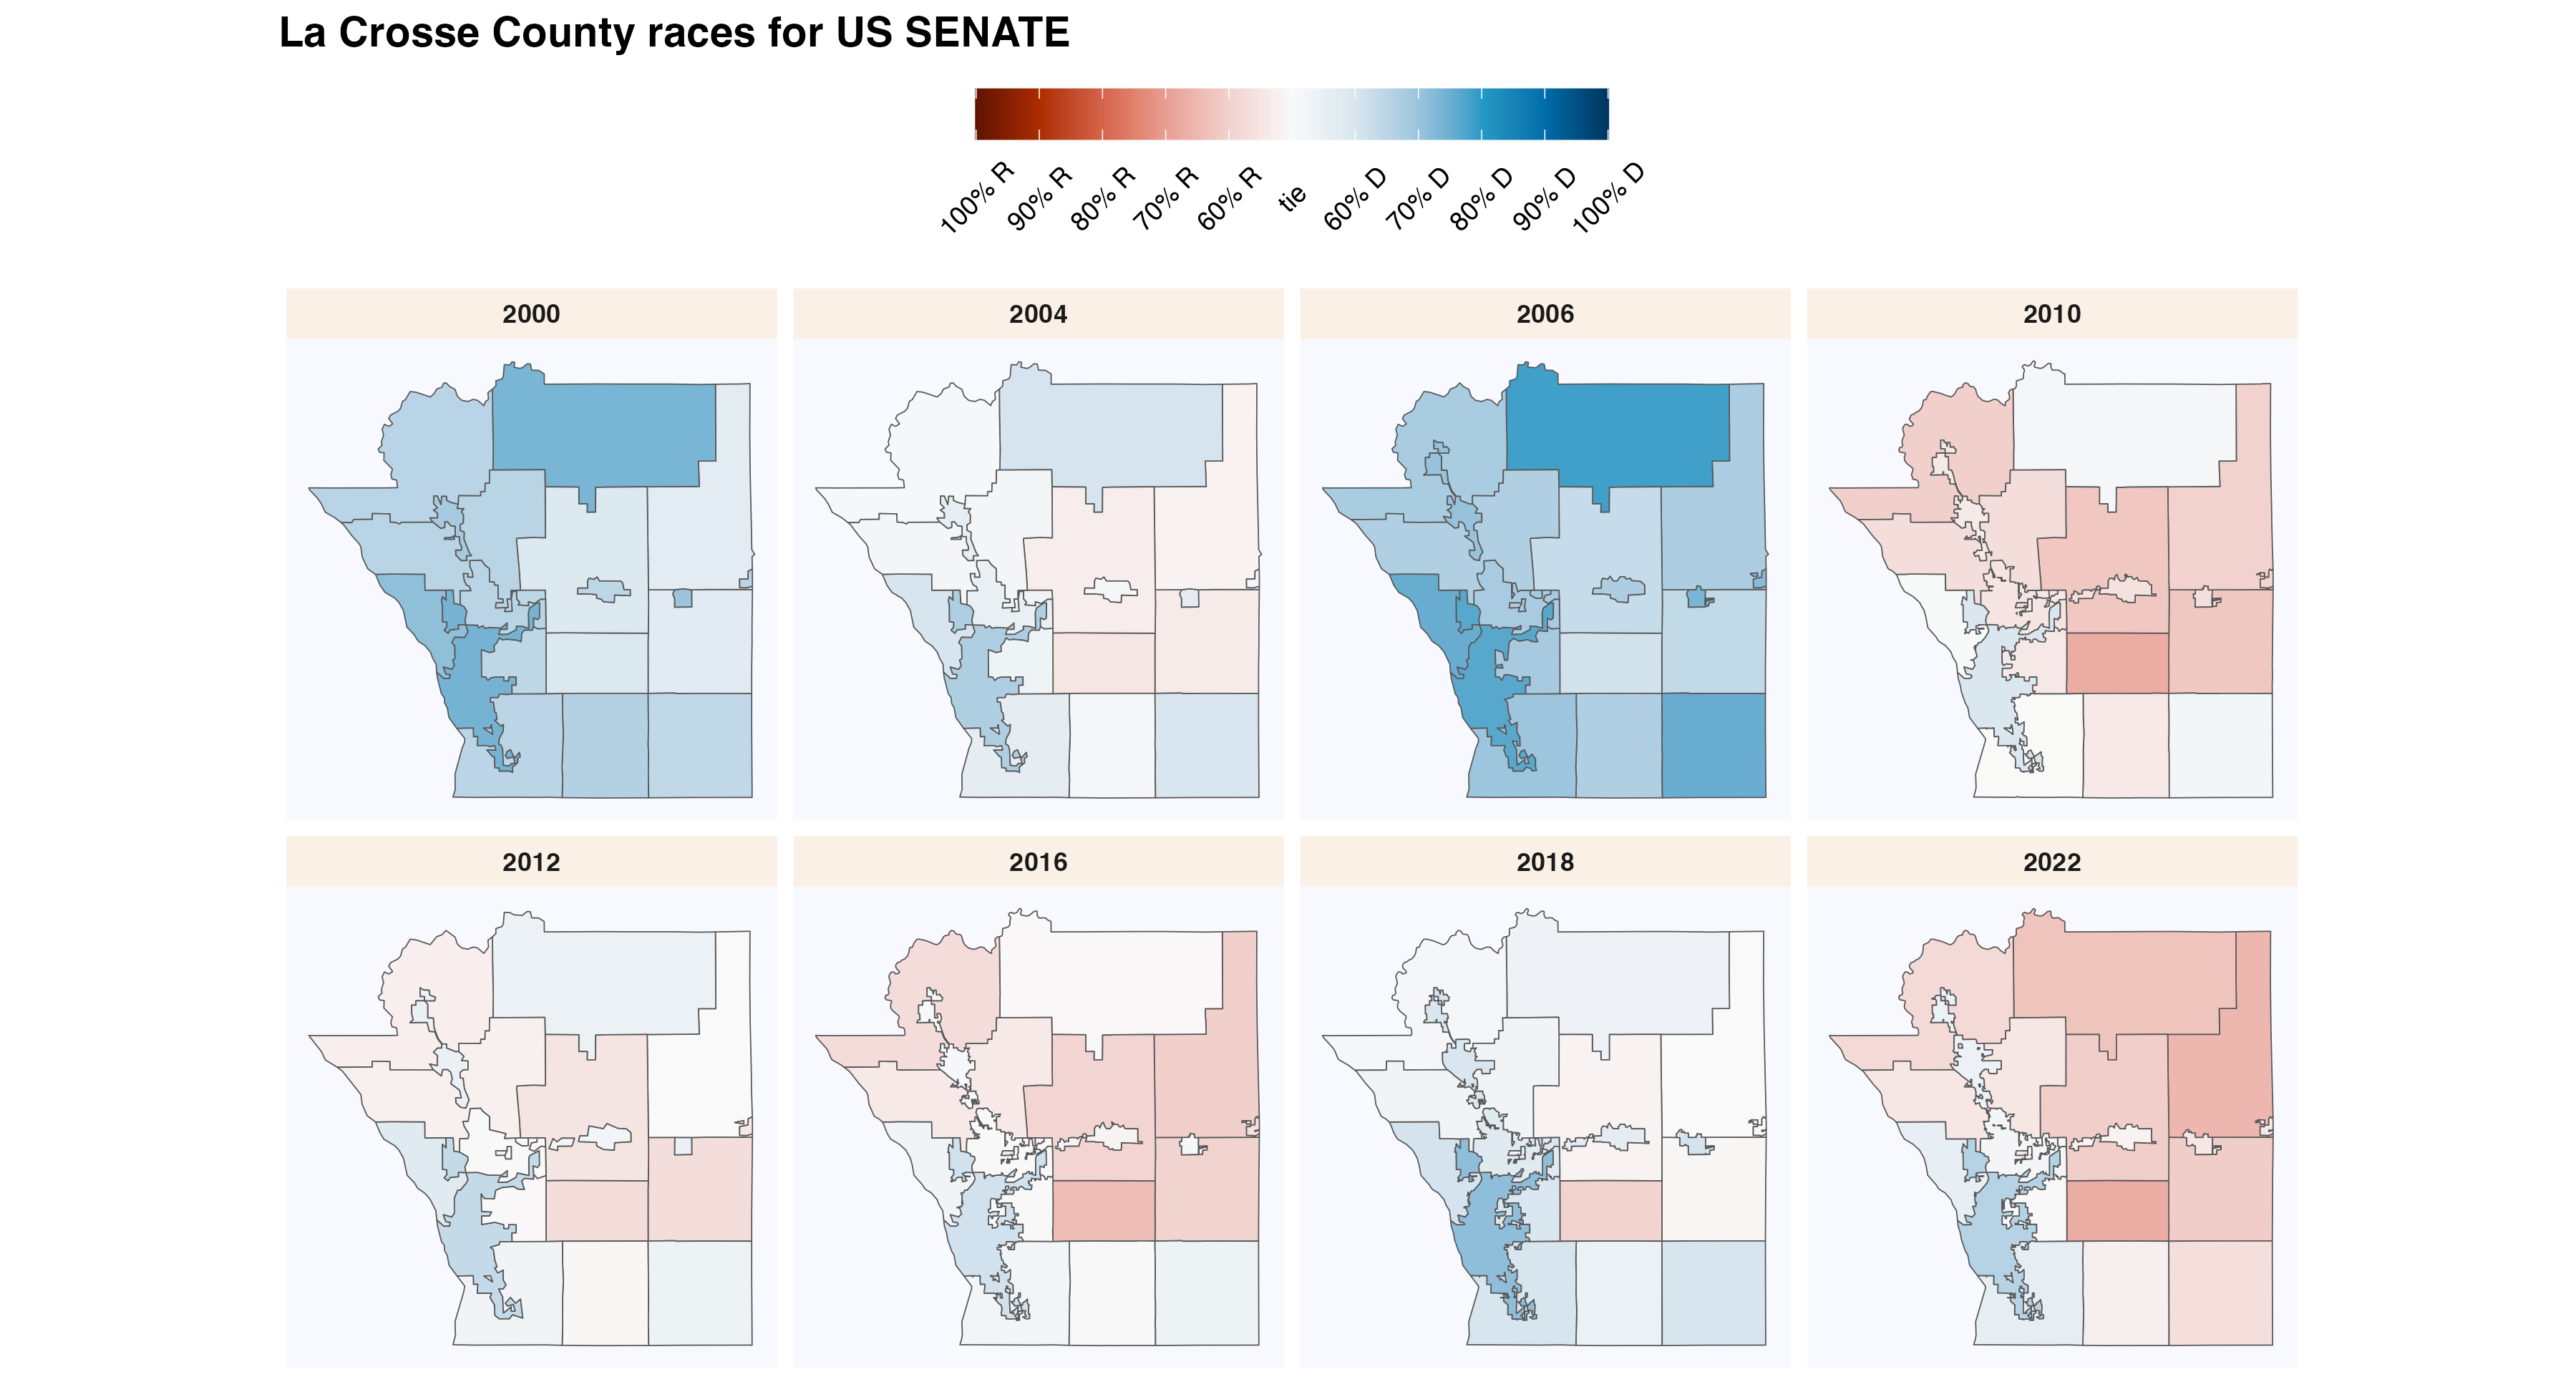 La Crosse County races for US SENATE
100% R 90% R 80% R 70% R 60% R tie 60% D 70% D 80% D 90% D 100% D
2000 2004 2006 2010
2012 2016 2018 2022